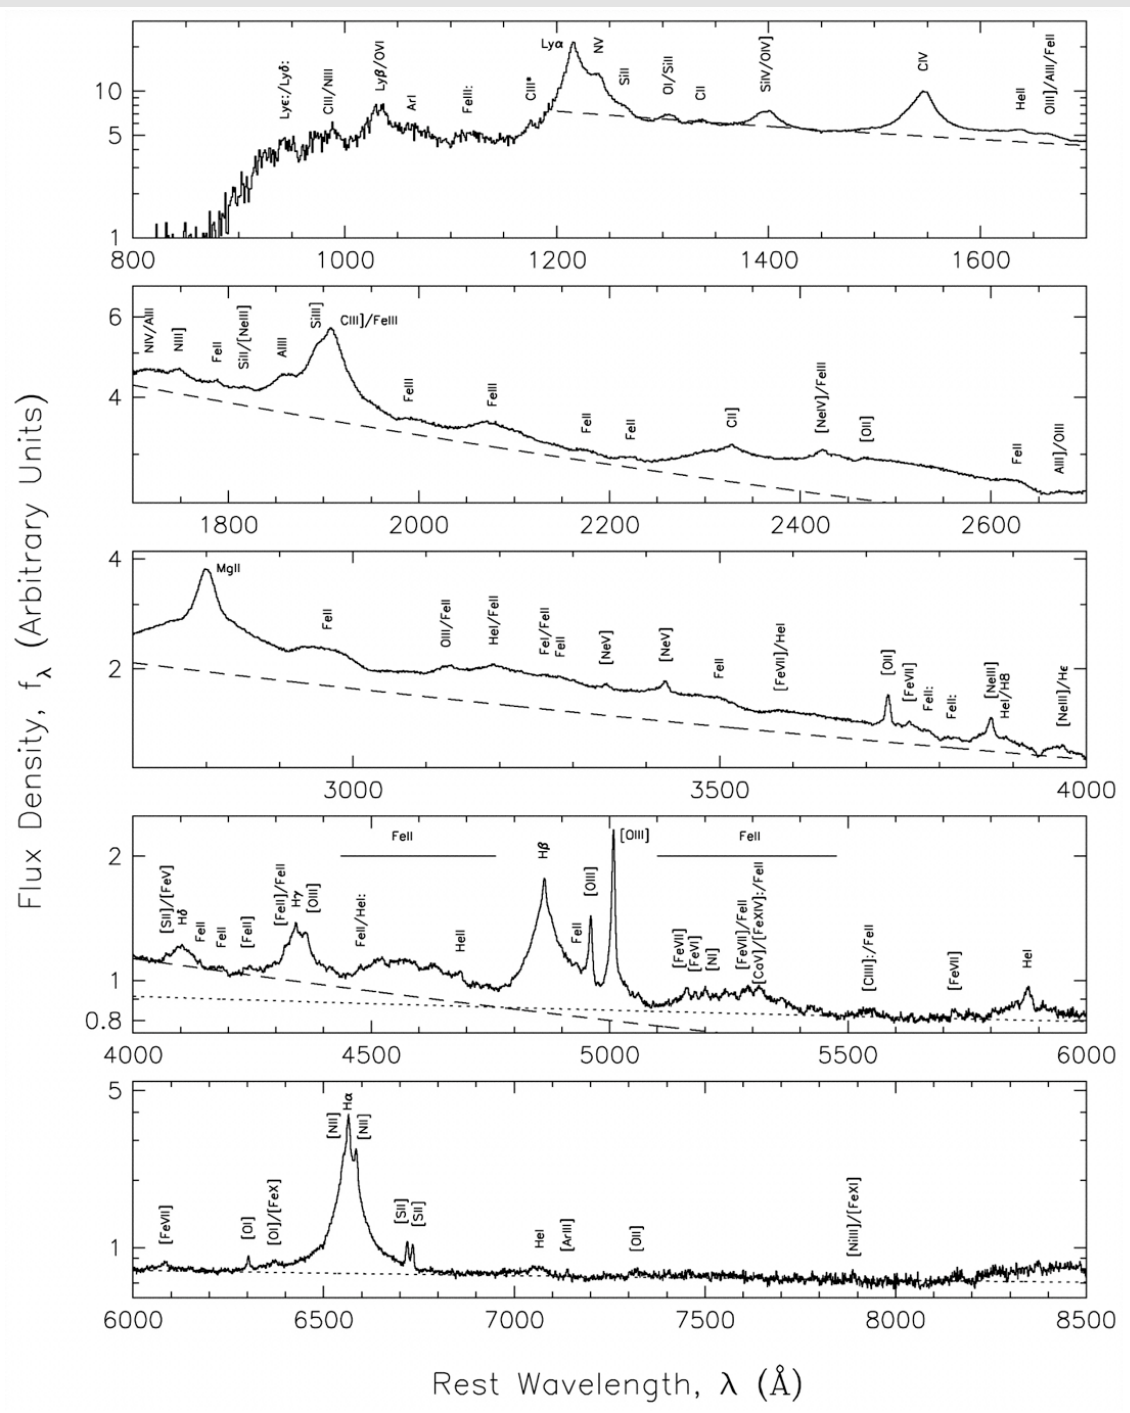 Flux Density, fλ (Arbitrary Units)
10
5
1
Lyε:/Lyδ:
CIII/NIII
Lyβ/OVI
ArI
FeIII:
CIII*
Lyα
NV
SiII
OI/SiII
CII
SiIV/OIV]
CIV
HeII
OIII]/AlII/FeII
800 1000 1200 1400 1600
6
4
NIV/AlII
NIII]
FeII
SiII/[NeIII]
AlIII
SiIII]
CIII]/FeIII
FeIII
FeIII
FeII
FeII
CII]
[NeIV]/FeIII
[OII]
FeII
AlII]/OIII
1800 2000 2200 2400 2600
4
2
MgII
FeII
OIII/FeII
HeI/FeII
FeI/FeII
FeII
[NeV]
[NeV]
FeII
[FeVII]/HeI
[OII]
[FeVII]
FeII:
FeII:
[NeIII]
HeI/H8
[NeIII]/Hε
3000 3500 4000
2
1
0.8
[SII]/[FeV]
Hδ
FeII
FeII
[FeII]
[FeII]/FeII
Hγ
[OIII]
FeII
FeII/HeI:
HeII
Hβ
FeII
[OIII]
[OIII]
FeII
[FeVII]
[FeVI]
[NI]
[FeVII]/FeII
[CaV]/[FeXIV]:/FeII
[ClIII]:/FeII
[FeVII]
HeI
4000 4500 5000 5500 6000
5
1
[FeVII]
[OI]
[OI]/[FeX]
[NII]
Hα
[NII]
[SII]
[SII]
HeI
[ArIII]
[OII]
[NiIII]/[FeXI]
6000 6500 7000 7500 8000 8500
Rest Wavelength, λ (Å)